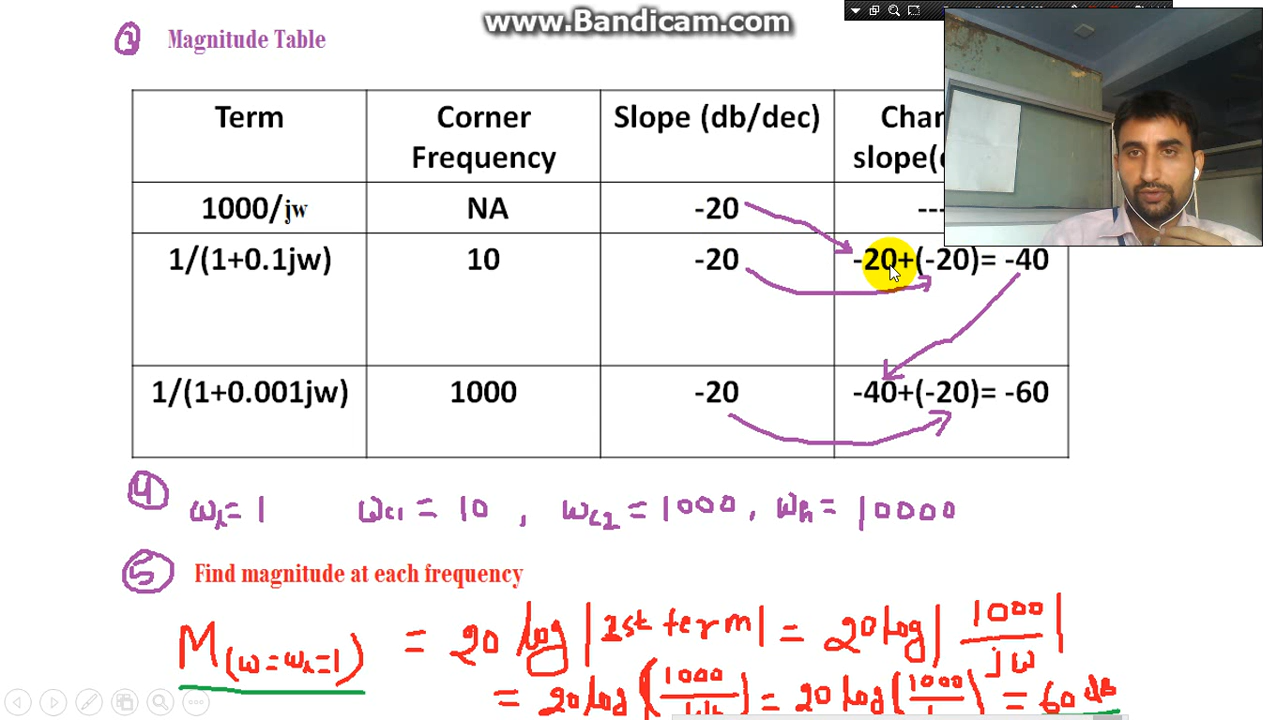 www.Bandicam.com
3 Magnitude Table
Term Corner Frequency Slope (db/dec)
1000/jw NA -20 ---
1/(1+0.1jw) 10 -20 -20+(-20)= -40
1/(1+0.001jw) 1000 -20 -40+(-20)= -60
4 ωL=1 ωc1 = 10 , ωc2 = 1000, ωh = 10000
5 Find magnitude at each frequency
M(ω=ωL=1) = 20 log |1st term| = 20log | 1000 / jω |
= 20 log ( 1000 = 20 log ( 1000 = 60 db